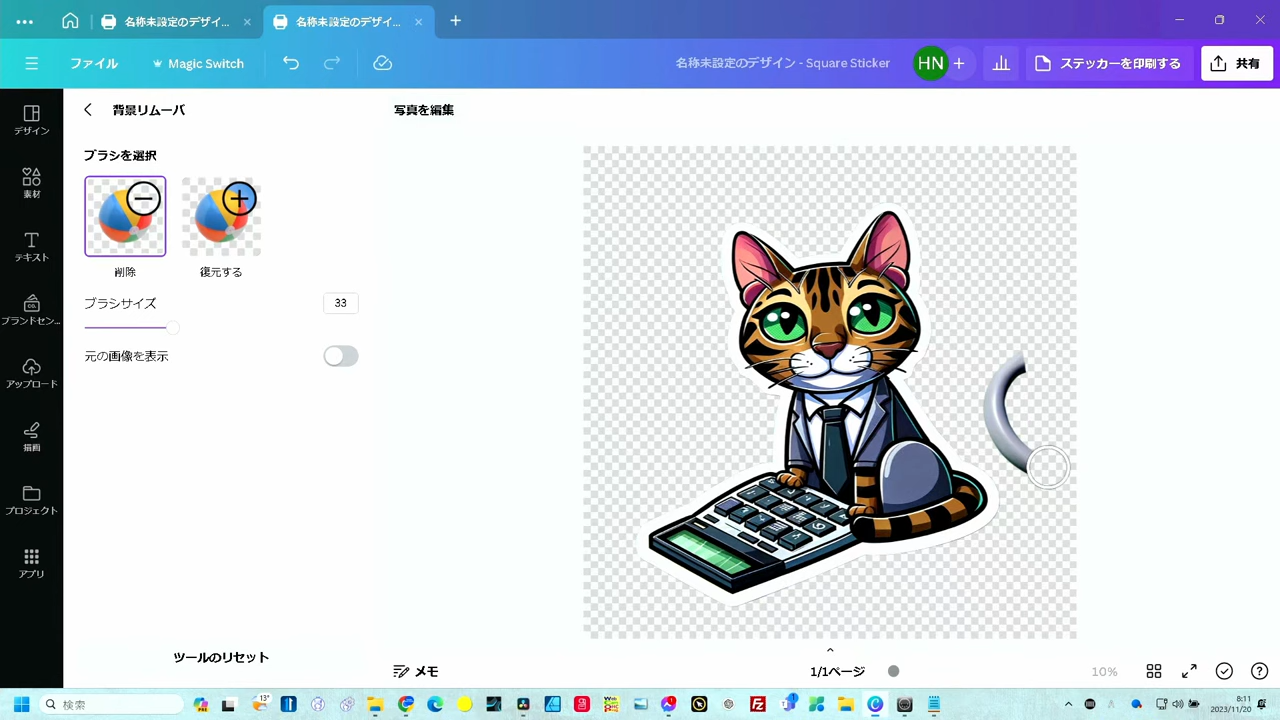 名称未設定のデザイ...
名称未設定のデザイ...
ファイル
Magic Switch
名称未設定のデザイン - Square Sticker
HN
ステッカーを印刷する
共有
デザイン
素材
テキスト
ブランドセン...
アップロード
描画
プロジェクト
アプリ
背景リムーバ
ブラシを選択
削除
復元する
ブラシサイズ
33
元の画像を表示
ツールのリセット
写真を編集
メモ
1/1ページ
10%
検索
13°
8:11
2023/11/20